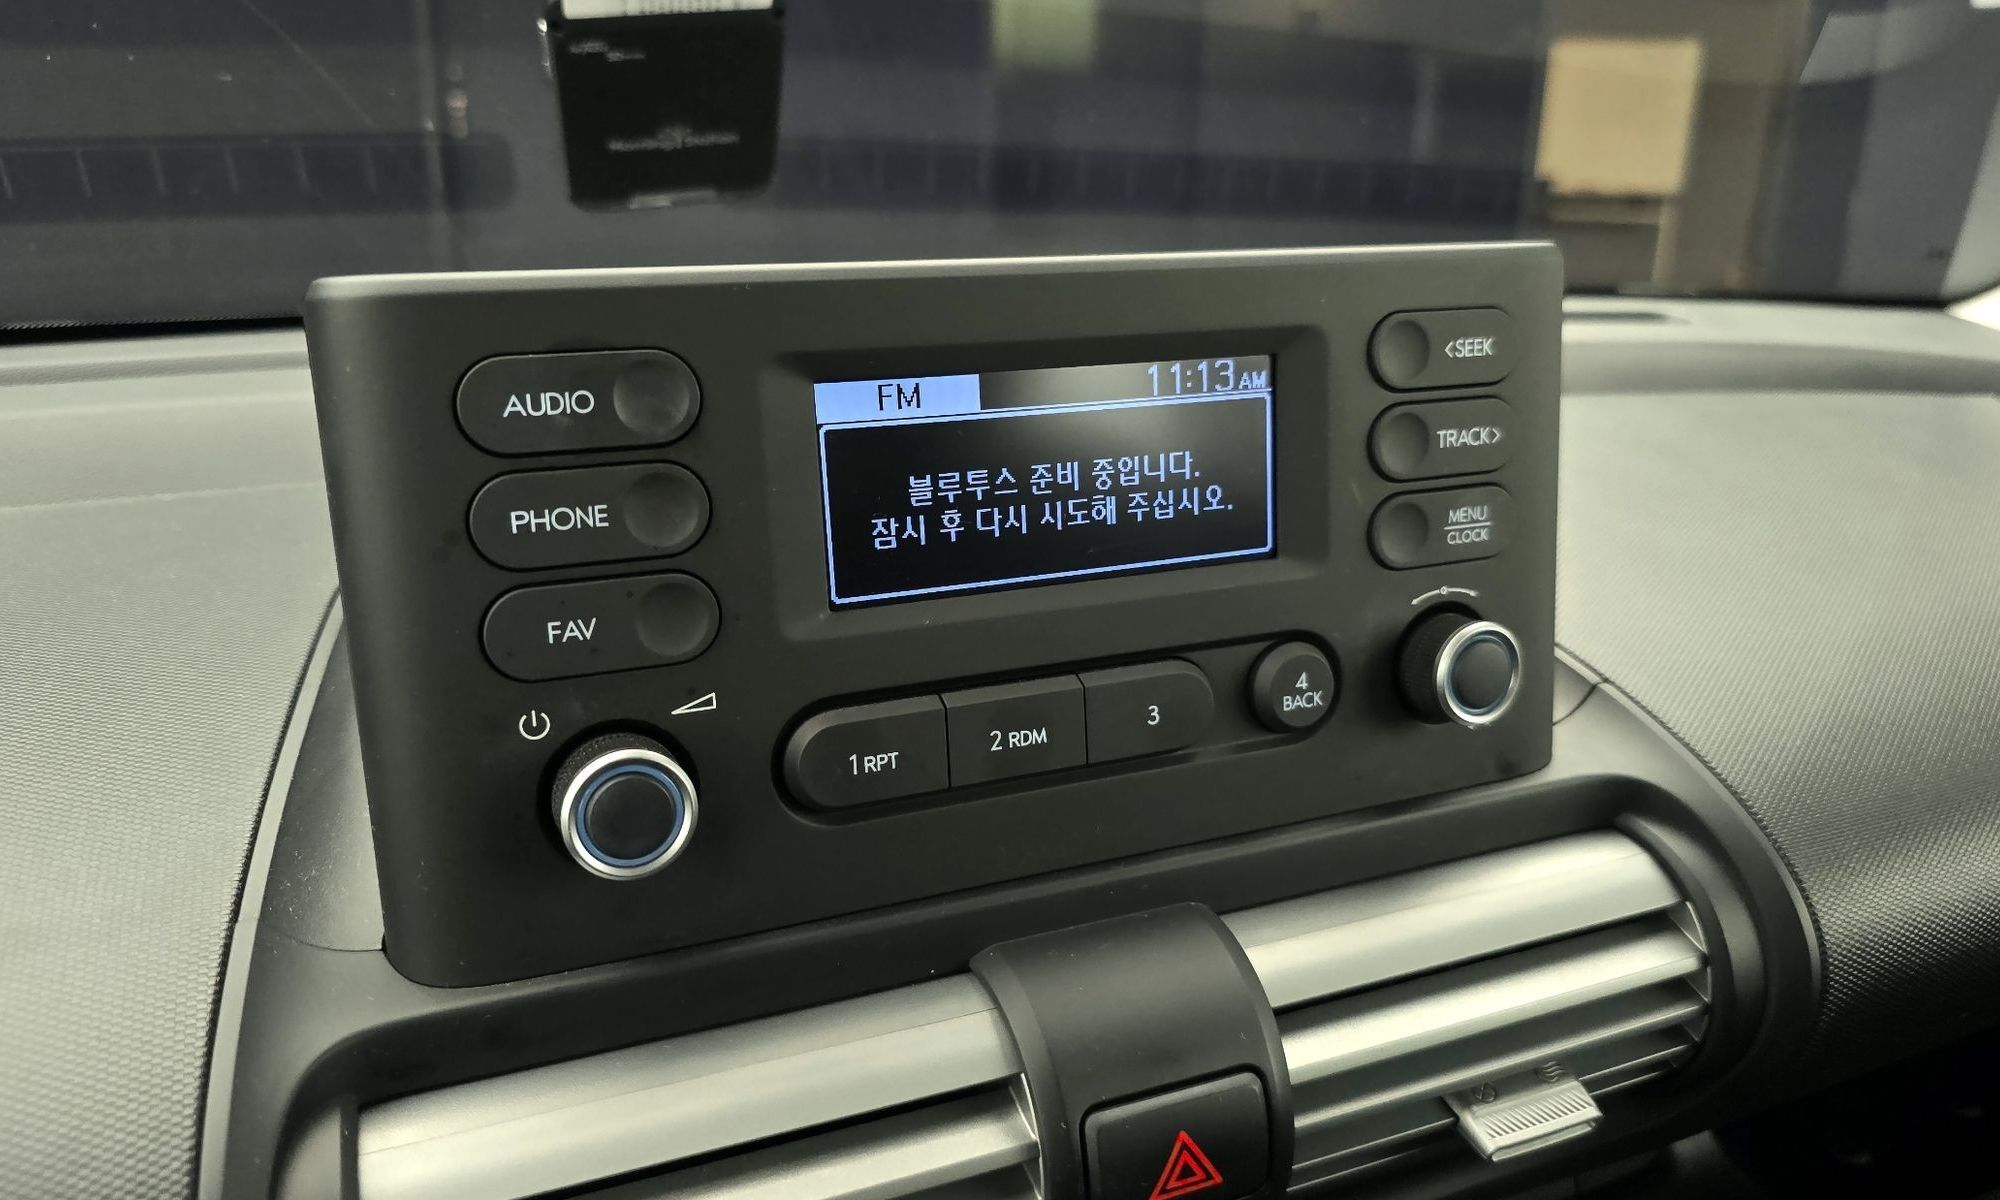 FM
11:13AM
블루투스 준비 중입니다.
잠시 후 다시 시도해 주십시오.
AUDIO
PHONE
FAV
<SEEK
TRACK>
MENU
CLOCK
1 RPT
2 RDM
3
4
BACK